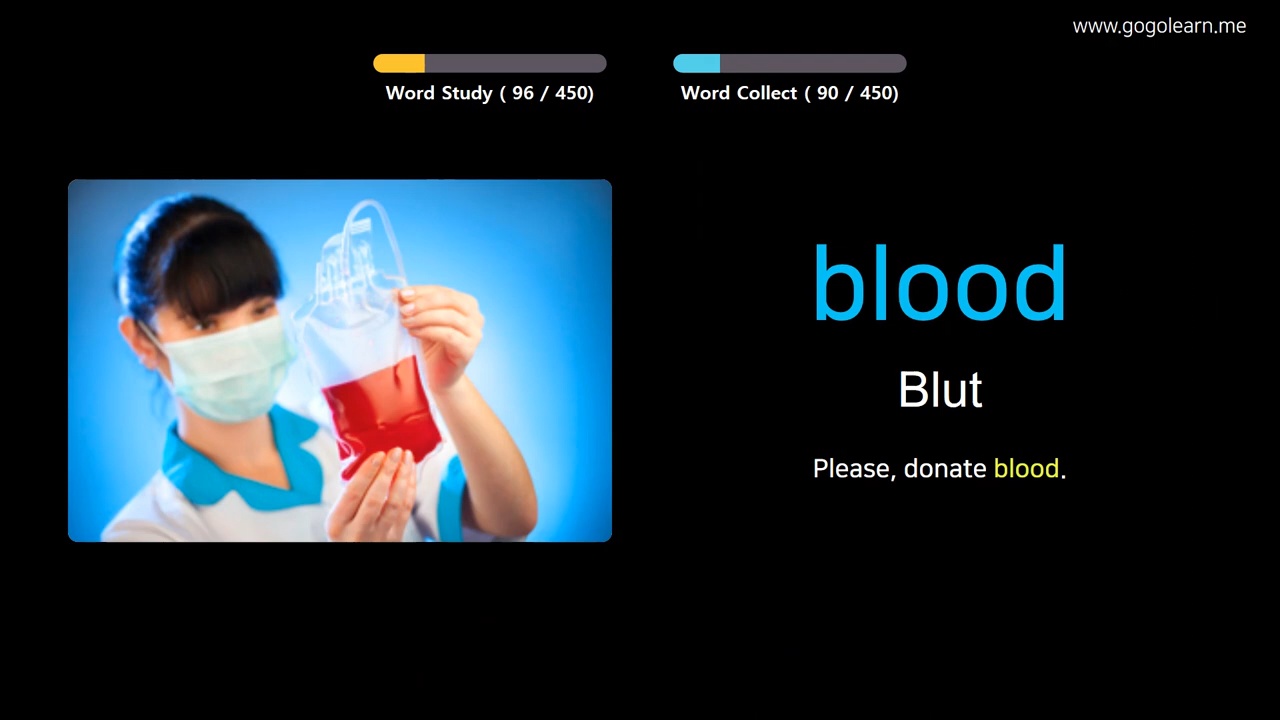 www.gogolearn.me
Word Study ( 96 / 450)
Word Collect ( 90 / 450)
blood
Blut
Please, donate blood.